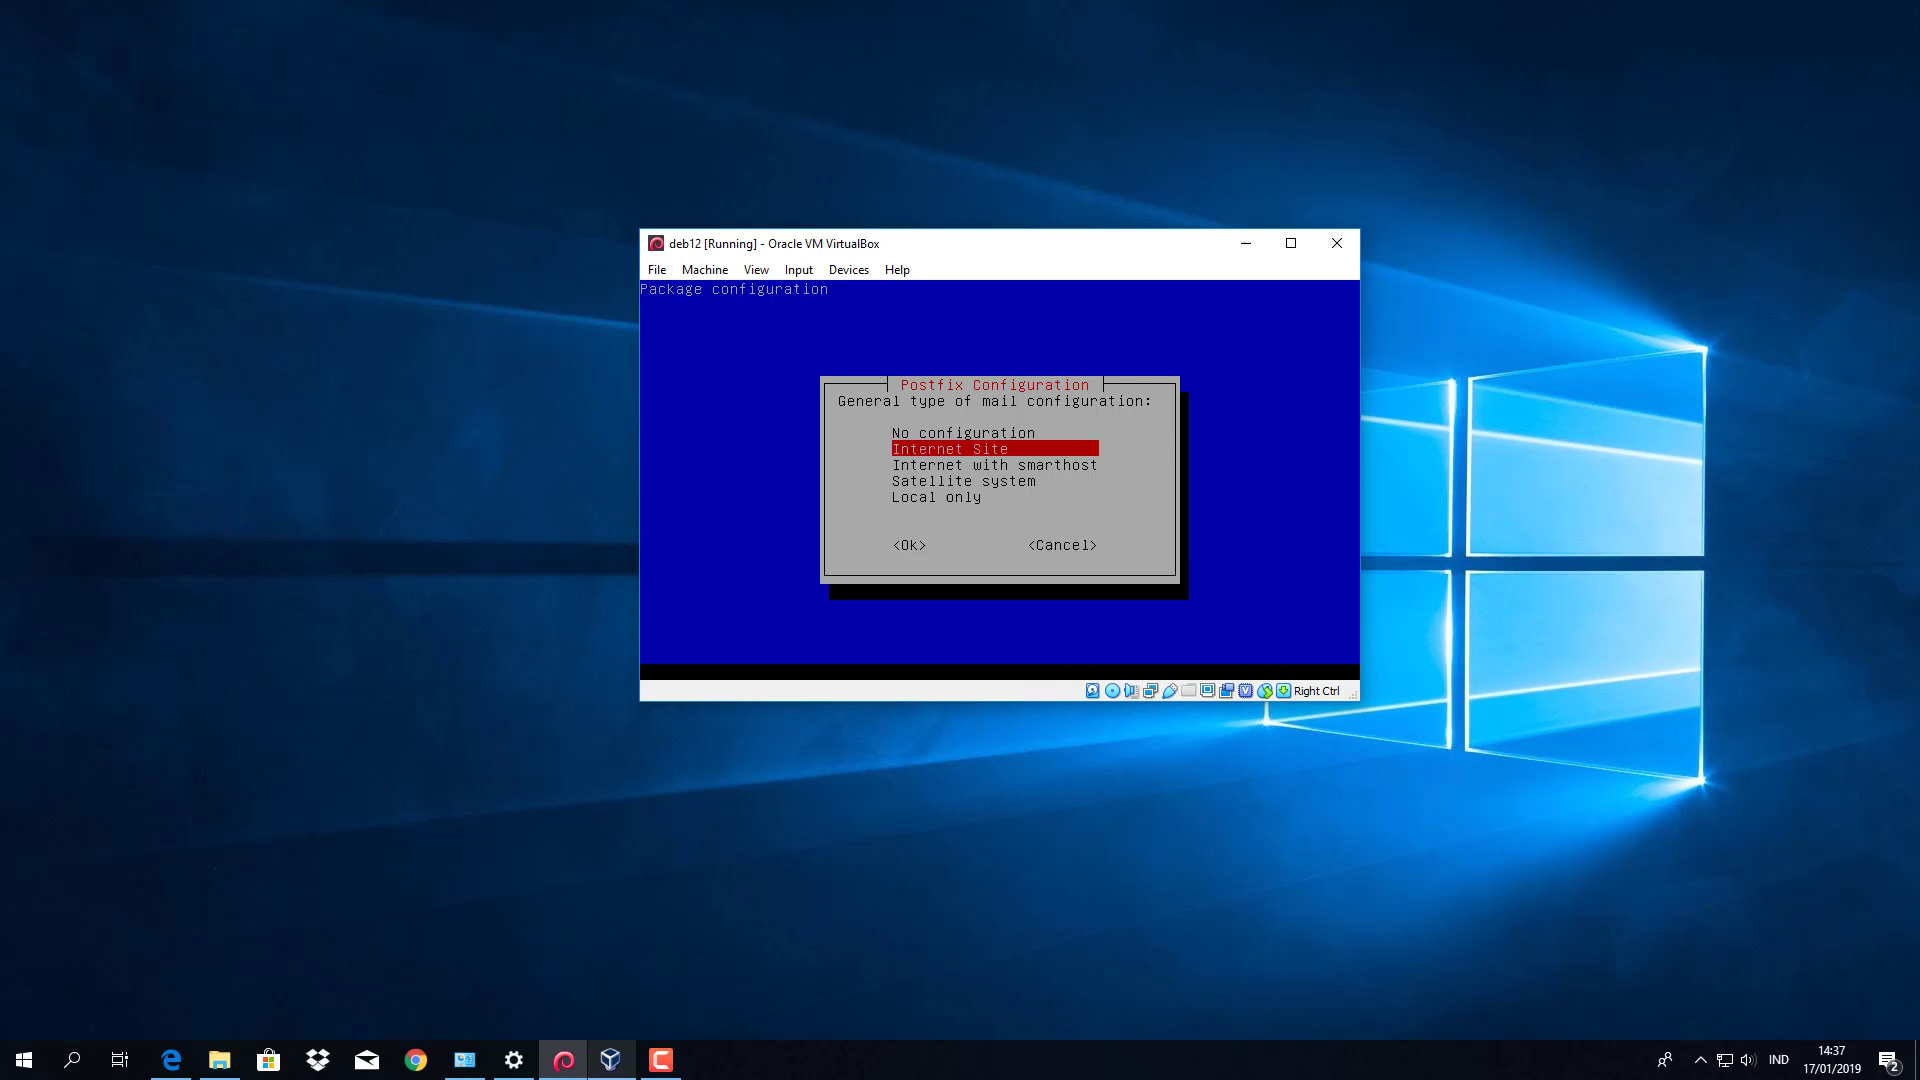 deb12 [Running] - Oracle VM VirtualBox
File Machine View Input Devices Help
Package configuration
Postfix Configuration
General type of mail configuration:
No configuration
Internet Site
Internet with smarthost
Satellite system
Local only
<Ok> <Cancel>
Right Ctrl
IND
14:37
17/01/2019
2